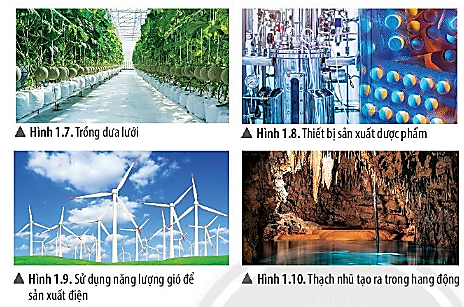 ▲ Hình 1.7. Trồng dưa lưới
▲ Hình 1.8. Thiết bị sản xuất dược phẩm
▲ Hình 1.9. Sử dụng năng lượng gió để
sản xuất điện
▲ Hình 1.10. Thạch nhũ tạo ra trong hang động